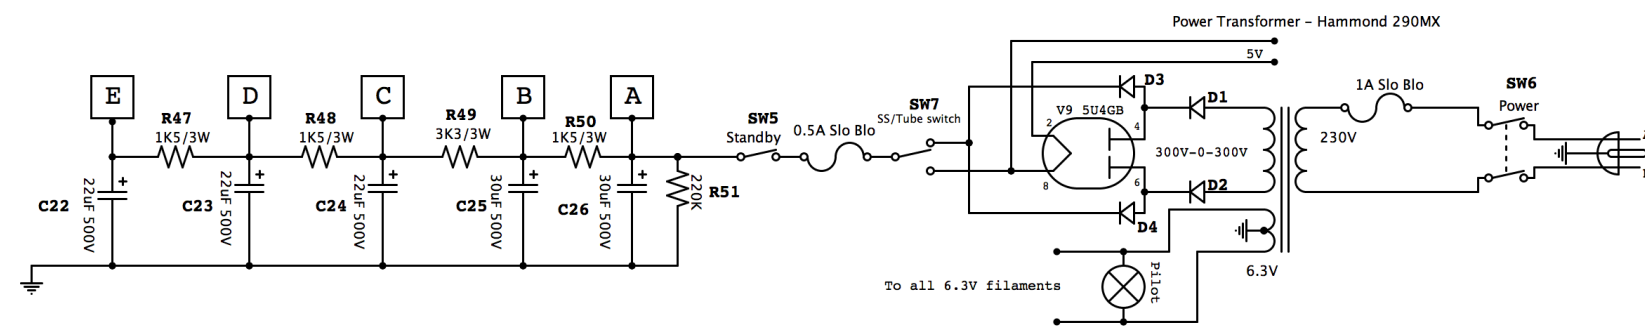 Power Transformer - Hammond 290MX
5V
E
D
C
B
A
R47
1K5/3W
R48
1K5/3W
R49
3K3/3W
R50
1K5/3W
SW5
Standby
0.5A Slo Blo
SW7
SS/Tube switch
V9 5U4GB
2
4
6
8
D3
D1
D2
D4
300V-0-300V
230V
1A Slo Blo
SW6
Power
C22
22uF 500V
+
C23
22uF 500V
+
C24
22uF 500V
+
C25
30uF 500V
+
C26
30uF 500V
+
R51
220K
6.3V
To all 6.3V filaments
Pilot